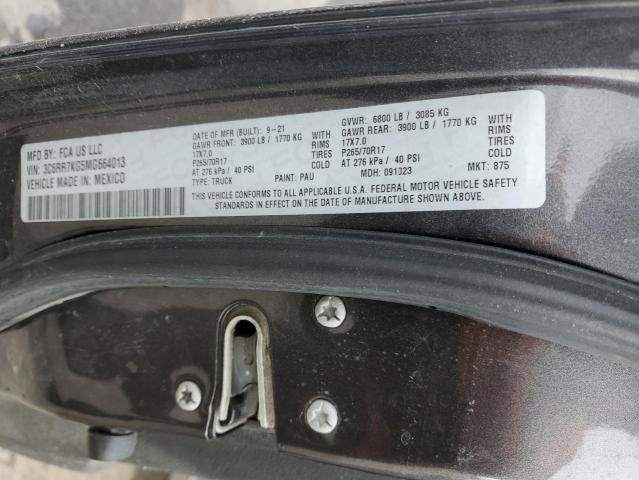 MFD BY: FCA US LLC
VIN: 3C6RR7KG5MG664013
VEHICLE MADE IN: MEXICO
DATE OF MFR (BUILT): 9-21
GAWR FRONT: 3900 LB / 1770 KG
17X7.0
P265/70R17
AT 276 kPa / 40 PSI
TYPE: TRUCK
WITH
RIMS
TIRES
PAINT: PAU
GVWR: 6800 LB / 3085 KG
GAWR REAR: 3900 LB / 1770 KG
17X7.0
P265/70R17
AT 276 kPa / 40 PSI
MDH: 091023
WITH
RIMS
TIRES
MKT: 875
THIS VEHICLE CONFORMS TO ALL APPLICABLE U.S.A. FEDERAL MOTOR VEHICLE SAFETY
STANDARDS IN EFFECT ON THE DATE OF MANUFACTURE SHOWN ABOVE.